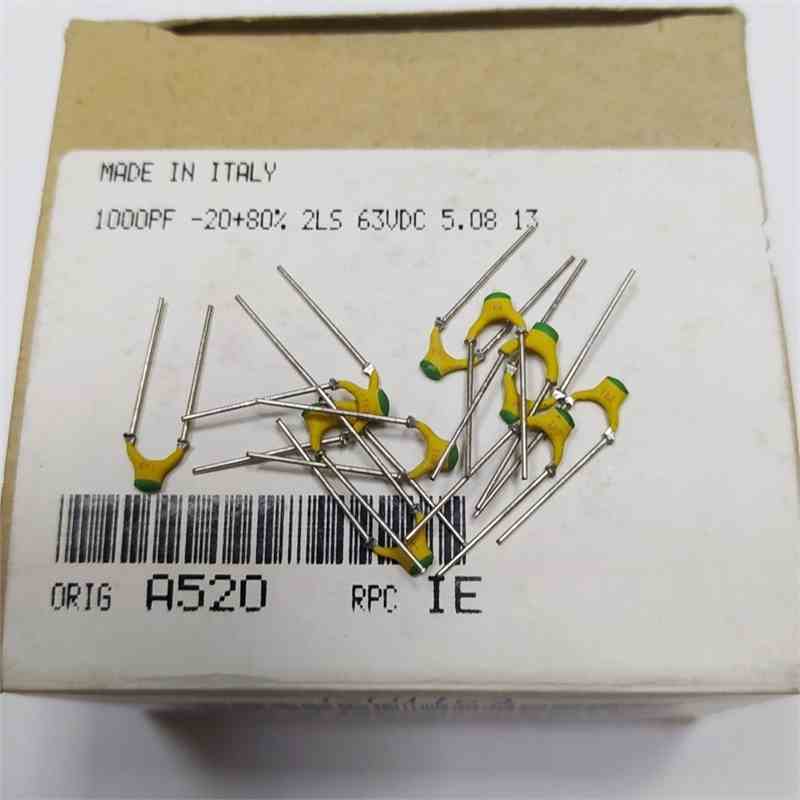 MADE IN ITALY
1000PF -20+80% 2LS 63VDC 5.08 13
ORIG A520 RPC IE